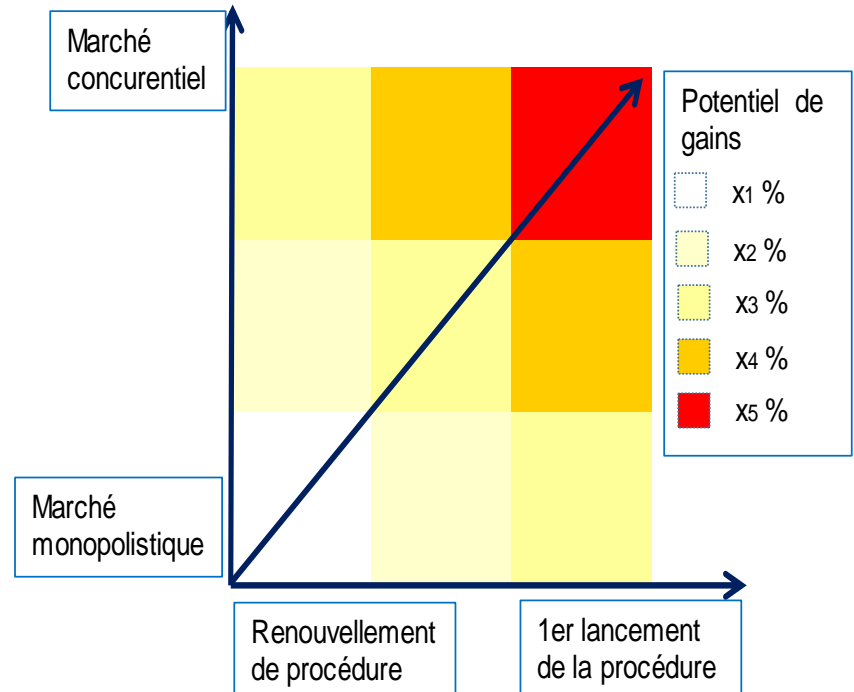 Marché
concurentiel
Potentiel de
gains
x1 %
x2 %
x3 %
x4 %
x5 %
Marché
monopolistique
Renouvellement
de procédure
1er lancement
de la procédure